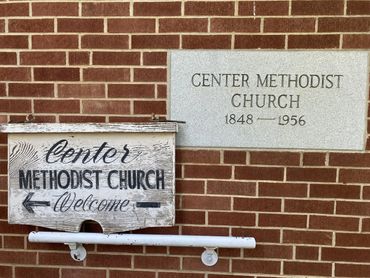 CENTER METHODIST
CHURCH
1848 — 1956
Center
METHODIST CHURCH
Welcome